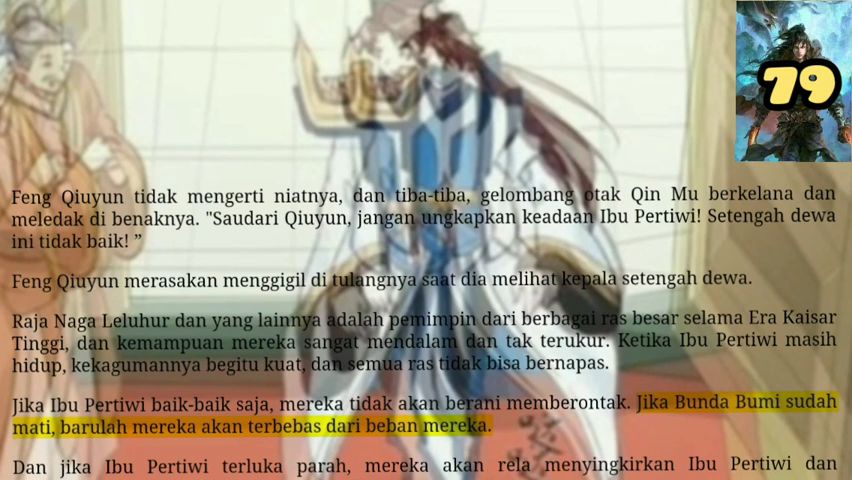 79
Feng Qiuyun tidak mengerti niatnya, dan tiba-tiba, gelombang otak Qin Mu berkelana dan
meledak di benaknya. "Saudari Qiuyun, jangan ungkapkan keadaan Ibu Pertiwi! Setengah dewa
ini tidak baik! ”
Feng Qiuyun merasakan menggigil di tulangnya saat dia melihat kepala setengah dewa.
Raja Naga Leluhur dan yang lainnya adalah pemimpin dari berbagai ras besar selama Era Kaisar
Tinggi, dan kemampuan mereka sangat mendalam dan tak terukur. Ketika Ibu Pertiwi masih
hidup, kekagumannya begitu kuat, dan semua ras tidak bisa bernapas.
Jika Ibu Pertiwi baik-baik saja, mereka tidak akan berani memberontak. Jika Bunda Bumi sudah
mati, barulah mereka akan terbebas dari beban mereka.
Dan jika Ibu Pertiwi terluka parah, mereka akan rela menyingkirkan Ibu Pertiwi dan